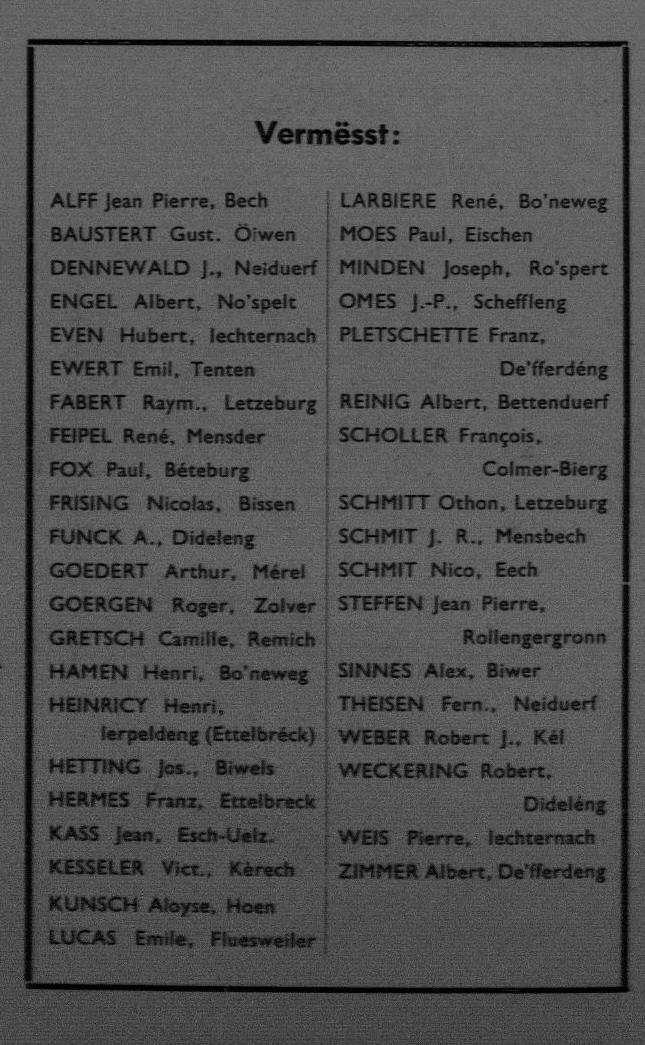 Vermësst:
ALFF Jean Pierre, Bech
BAUSTERT Gust. Öiwen
DENNEWALD J., Neiduerf
ENGEL Albert, No'spelt
EVEN Hubert, Iechternach
EWERT Emil, Tenten
FABERT Raym., Letzeburg
FEIPEL René, Mensder
FOX Paul, Béteburg
FRISING Nicolas, Bissen
FUNCK A., Dideleng
GOEDERT Arthur, Mérel
GOERGEN Roger, Zolver
GRETSCH Camille, Remich
HAMEN Henri, Bo'neweg
HEINRICY Henri,
Ierpeldeng (Ettelbréck)
HETTING Jos., Biwels
HERMES Franz, Ettelbreck
KASS Jean, Esch-Uelz.
KESSELER Vict., Kèrech
KUNSCH Aloyse, Hoen
LUCAS Emile, Fluesweiler
LARBIERE René, Bo'neweg
MOES Paul, Eischen
MINDEN Joseph, Ro'spert
OMES J.-P., Scheffleng
PLETSCHETTE Franz,
De'fferdéng
REINIG Albert, Bettenduerf
SCHOLLER François,
Colmer-Bierg
SCHMITT Othon, Letzeburg
SCHMIT J. R., Mensbech
SCHMIT Nico, Eech
STEFFEN Jean Pierre,
Rollengergronn
SINNES Alex, Biwer
THEISEN Fern., Neiduerf
WEBER Robert J., Kél
WECKERING Robert,
Dideléng
WEIS Pierre, Iechternach
ZIMMER Albert, De'fferdeng